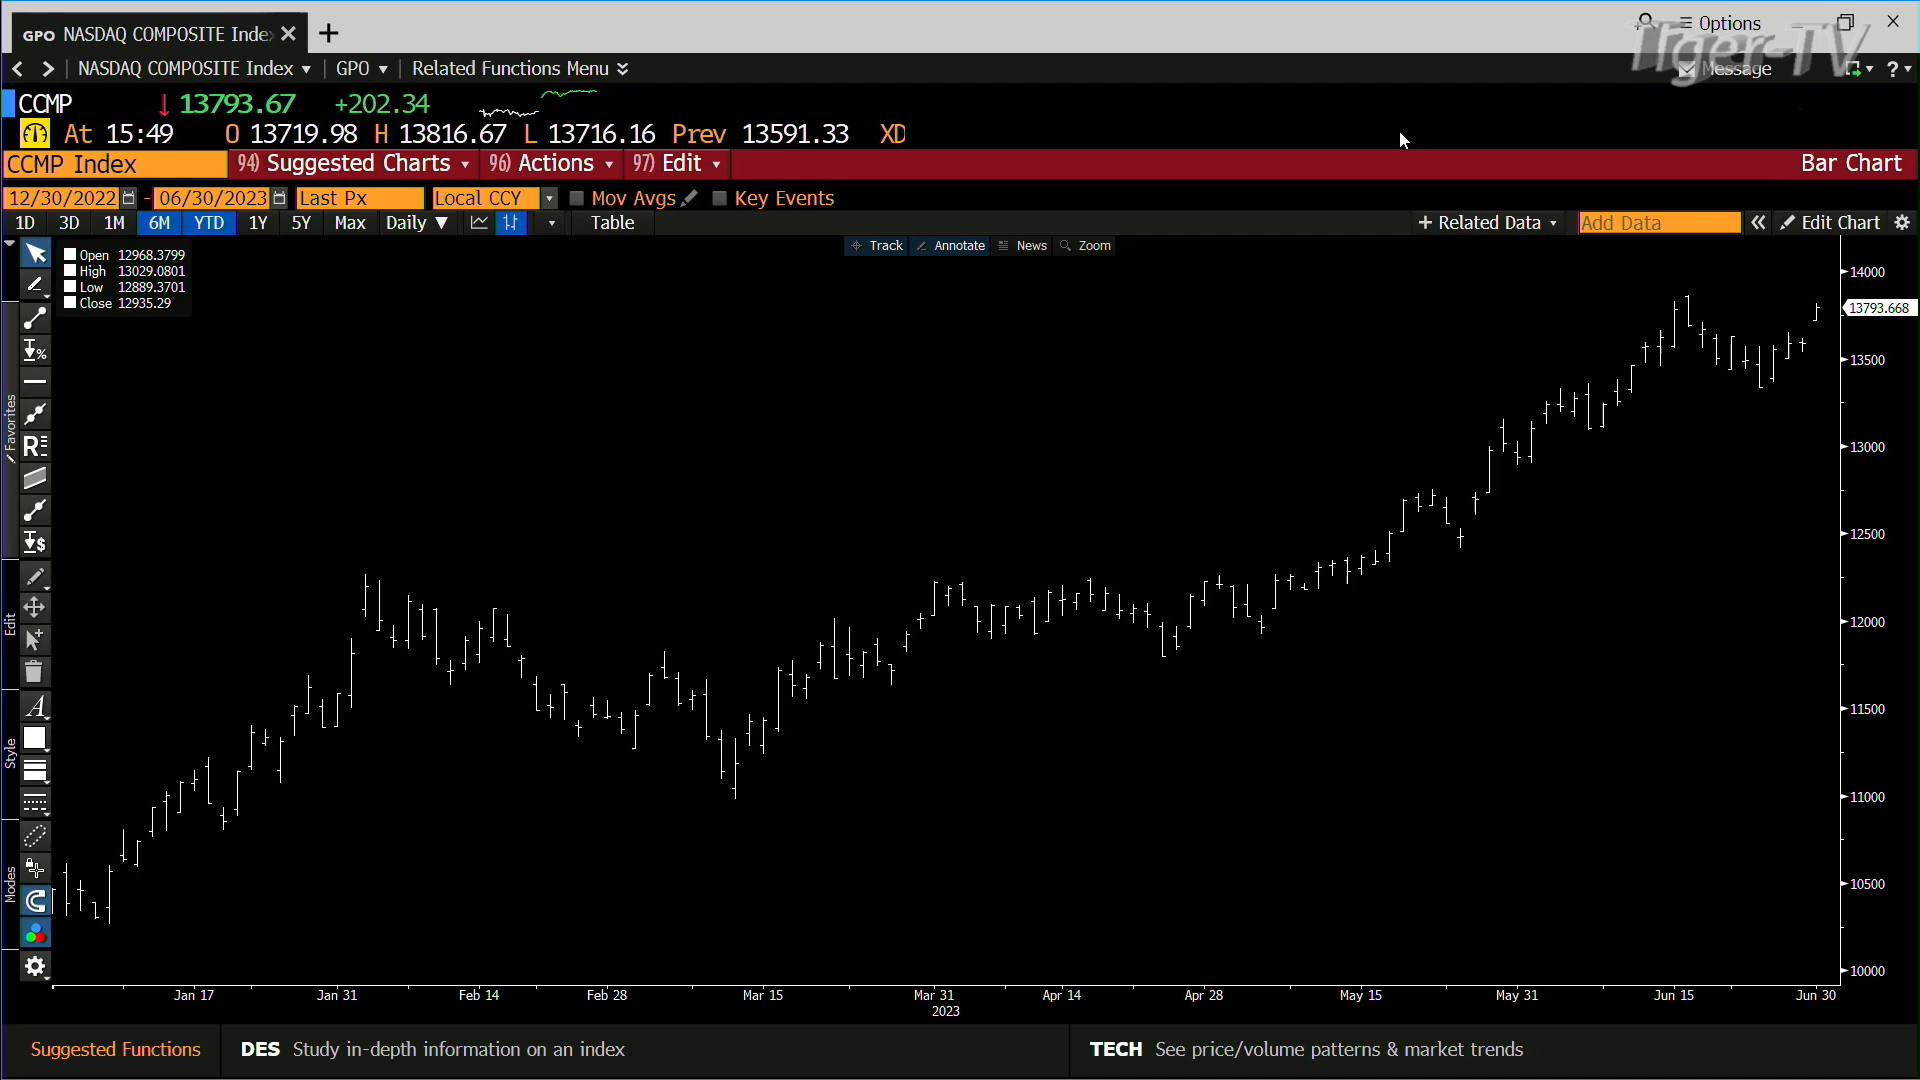 GPO NASDAQ COMPOSITE Inde
Options
Tiger-TV
NASDAQ COMPOSITE Index GPO Related Functions Menu
Message ?
CCMP 13793.67 +202.34
At 15:49 O 13719.98 H 13816.67 L 13716.16 Prev 13591.33 XD
CCMP Index 94) Suggested Charts 96) Actions 97) Edit Bar Chart
12/30/2022 - 06/30/2023 Last Px Local CCY Mov Avgs Key Events
1D 3D 1M 6M YTD 1Y 5Y Max Daily Table + Related Data Add Data Edit Chart
Track Annotate News Zoom
Open 12968.3799
High 13029.0801
Low 12889.3701
Close 12935.29
Favorites
Edit
Style
Modes
14000
13793.668
13500
13000
12500
12000
11500
11000
10500
10000
Jan 17 Jan 31 Feb 14 Feb 28 Mar 15 Mar 31 Apr 14 Apr 28 May 15 May 31 Jun 15 Jun 30
2023
Suggested Functions DES Study in-depth information on an index TECH See price/volume patterns & market trends